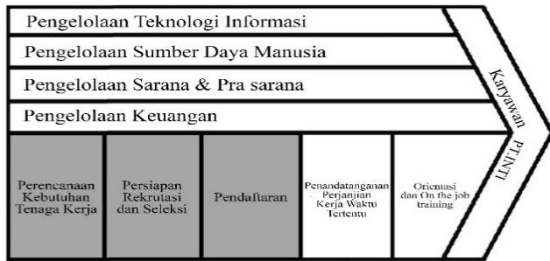 Pengelolaan Teknologi Informasi
Pengelolaan Sumber Daya Manusia
Pengelolaan Sarana & Pra sarana
Pengelolaan Keuangan
Karyawan
PT.INTI
Perencanaan
Kebutuhan
Tenaga Kerja
Persiapan
Rekrutasi
dan Seleksi
Pendaftaran
Penandatanganan
Perjanjian
Kerja Waktu
Tertentu
Orientasi
dan On the job
training